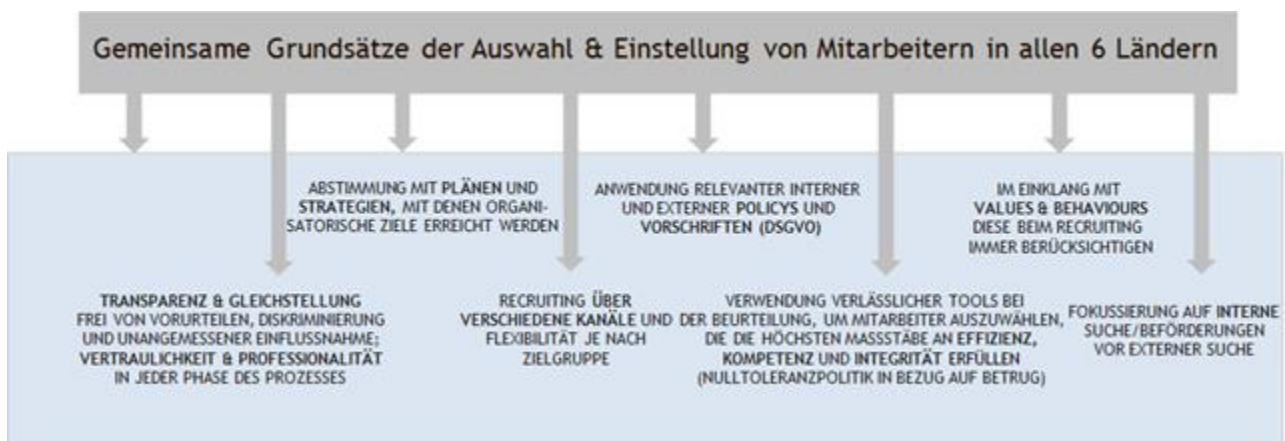 Gemeinsame Grundsätze der Auswahl & Einstellung von Mitarbeitern in allen 6 Ländern
ABSTIMMUNG MIT PLÄNEN UND
STRATEGIEN, MIT DENEN ORGANI-
SATORISCHE ZIELE ERREICHT WERDEN
ANWENDUNG RELEVANTER INTERNER
UND EXTERNER POLICYS UND
VORSCHRIFTEN (DSGVO)
IM EINKLANG MIT
VALUES & BEHAVIOURS
DIESE BEIM RECRUITING
IMMER BERÜCKSICHTIGEN
TRANSPARENZ & GLEICHSTELLUNG
FREI VON VORURTEILEN, DISKRIMINIERUNG
UND UNANGEMESSENER EINFLUSSNAHME;
VERTRAULICHKEIT & PROFESSIONALITÄT
IN JEDER PHASE DES PROZESSES
RECRUITING ÜBER
VERSCHIEDENE KANÄLE UND
FLEXIBILITÄT JE NACH
ZIELGRUPPE
VERWENDUNG VERLÄSSLICHER TOOLS BEI
DER BEURTEILUNG, UM MITARBEITER AUSZUWÄHLEN,
DIE DIE HÖCHSTEN MASSSTÄBE AN EFFIZIENZ,
KOMPETENZ UND INTEGRITÄT ERFÜLLEN
(NULLTOLERANZPOLITIK IN BEZUG AUF BETRUG)
FOKUSSIERUNG AUF INTERNE
SUCHE/BEFÖRDERUNGEN
VOR EXTERNER SUCHE